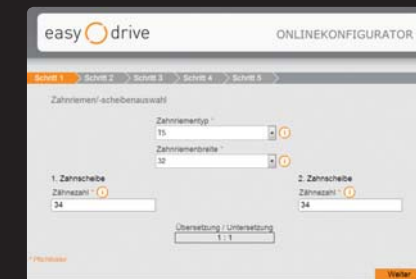 easy drive
ONLINEKONFIGURATOR
Schritt 1 Schritt 2 Schritt 3 Schritt 4 Schritt 5
Zahnriemen/-scheibenauswahl
Zahnriementyp *
T5
Zahnriemenbreite *
32
1. Zahnscheibe
2. Zahnscheibe
Zähnezahl *
Zähnezahl *
34
34
Übersetzung / Untersetzung
1 : 1
* Pflichtfelder
Weiter